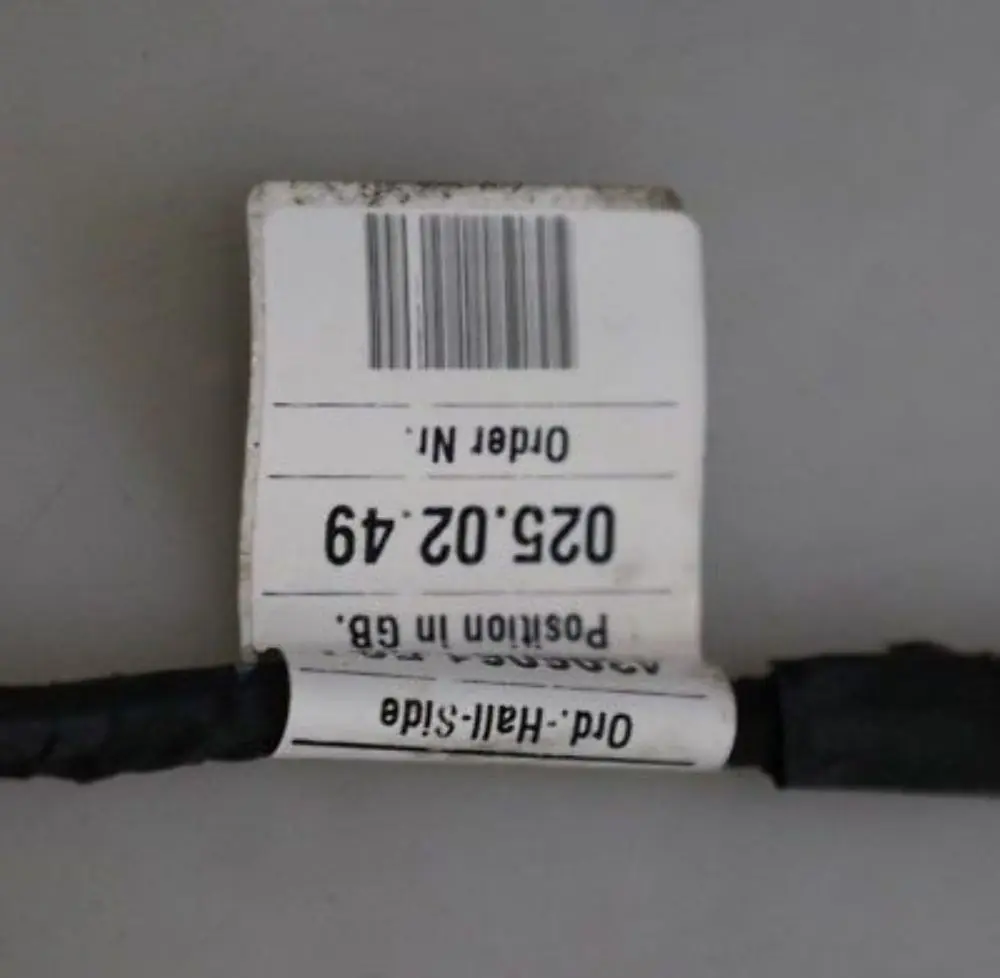 Ord.-Hall-Side
Position in GB.
025.02.49
Order Nr.